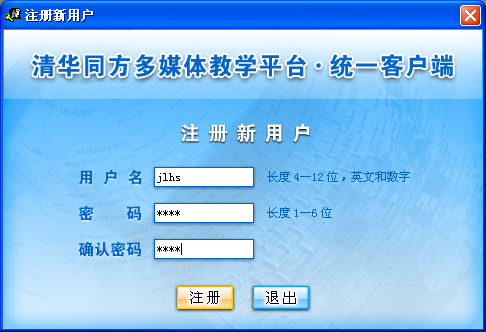 注册新用户
清华同方多媒体教学平台·统一客户端
注册新用户
用户名 jlhs 长度4—12位，英文和数字
密码 **** 长度1—6位
确认密码 ****
注册 退出